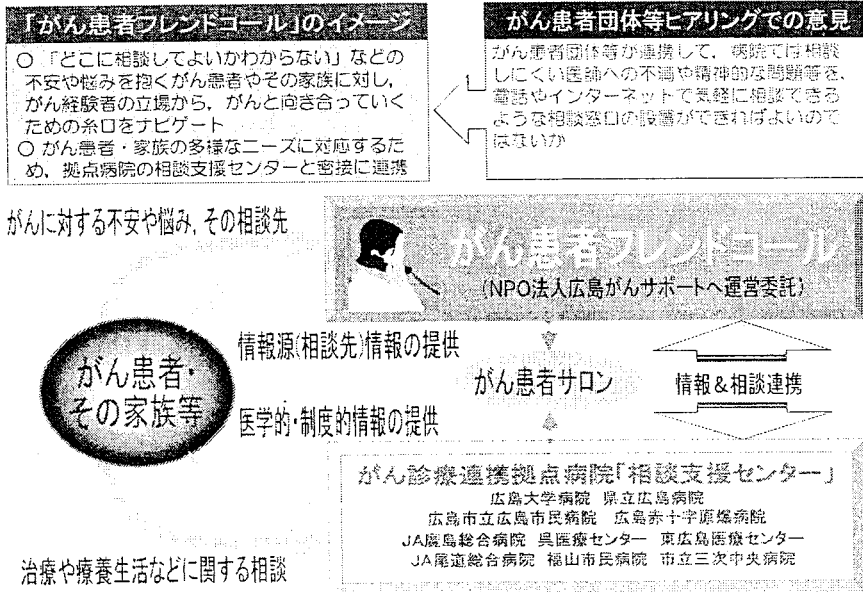 「がん患者フレンドコール」のイメージ
○ 「どこに相談してよいかわからない」などの
不安や悩みを抱くがん患者やその家族に対し，
がん経験者の立場から，がんと向き合っていく
ための糸口をナビゲート
○ がん患者・家族の多様なニーズに対応するた
め，拠点病院の相談支援センターと密接に連携
がん患者団体等ヒアリングでの意見
がん患者団体等が連携して，病院では相談
しにくい医師への不満や精神的な問題等を、
電話やインターネットで気軽に相談できる
ような相談窓口の設置ができればよいので
はないか
がんに対する不安や悩み，その相談先
がん患者フレンドコール
(NPO法人広島がんサポートへ運営委託)
がん患者・
その家族等
情報源(相談先)情報の提供
医学的・制度的情報の提供
がん患者サロン
情報＆相談連携
がん診療連携拠点病院「相談支援センター」
広島大学病院 県立広島病院
広島市立広島市民病院 広島赤十字原爆病院
JA廣島総合病院 呉医療センター 東広島医療センター
JA尾道総合病院 福山市民病院 市立三次中央病院
治療や療養生活などに関する相談